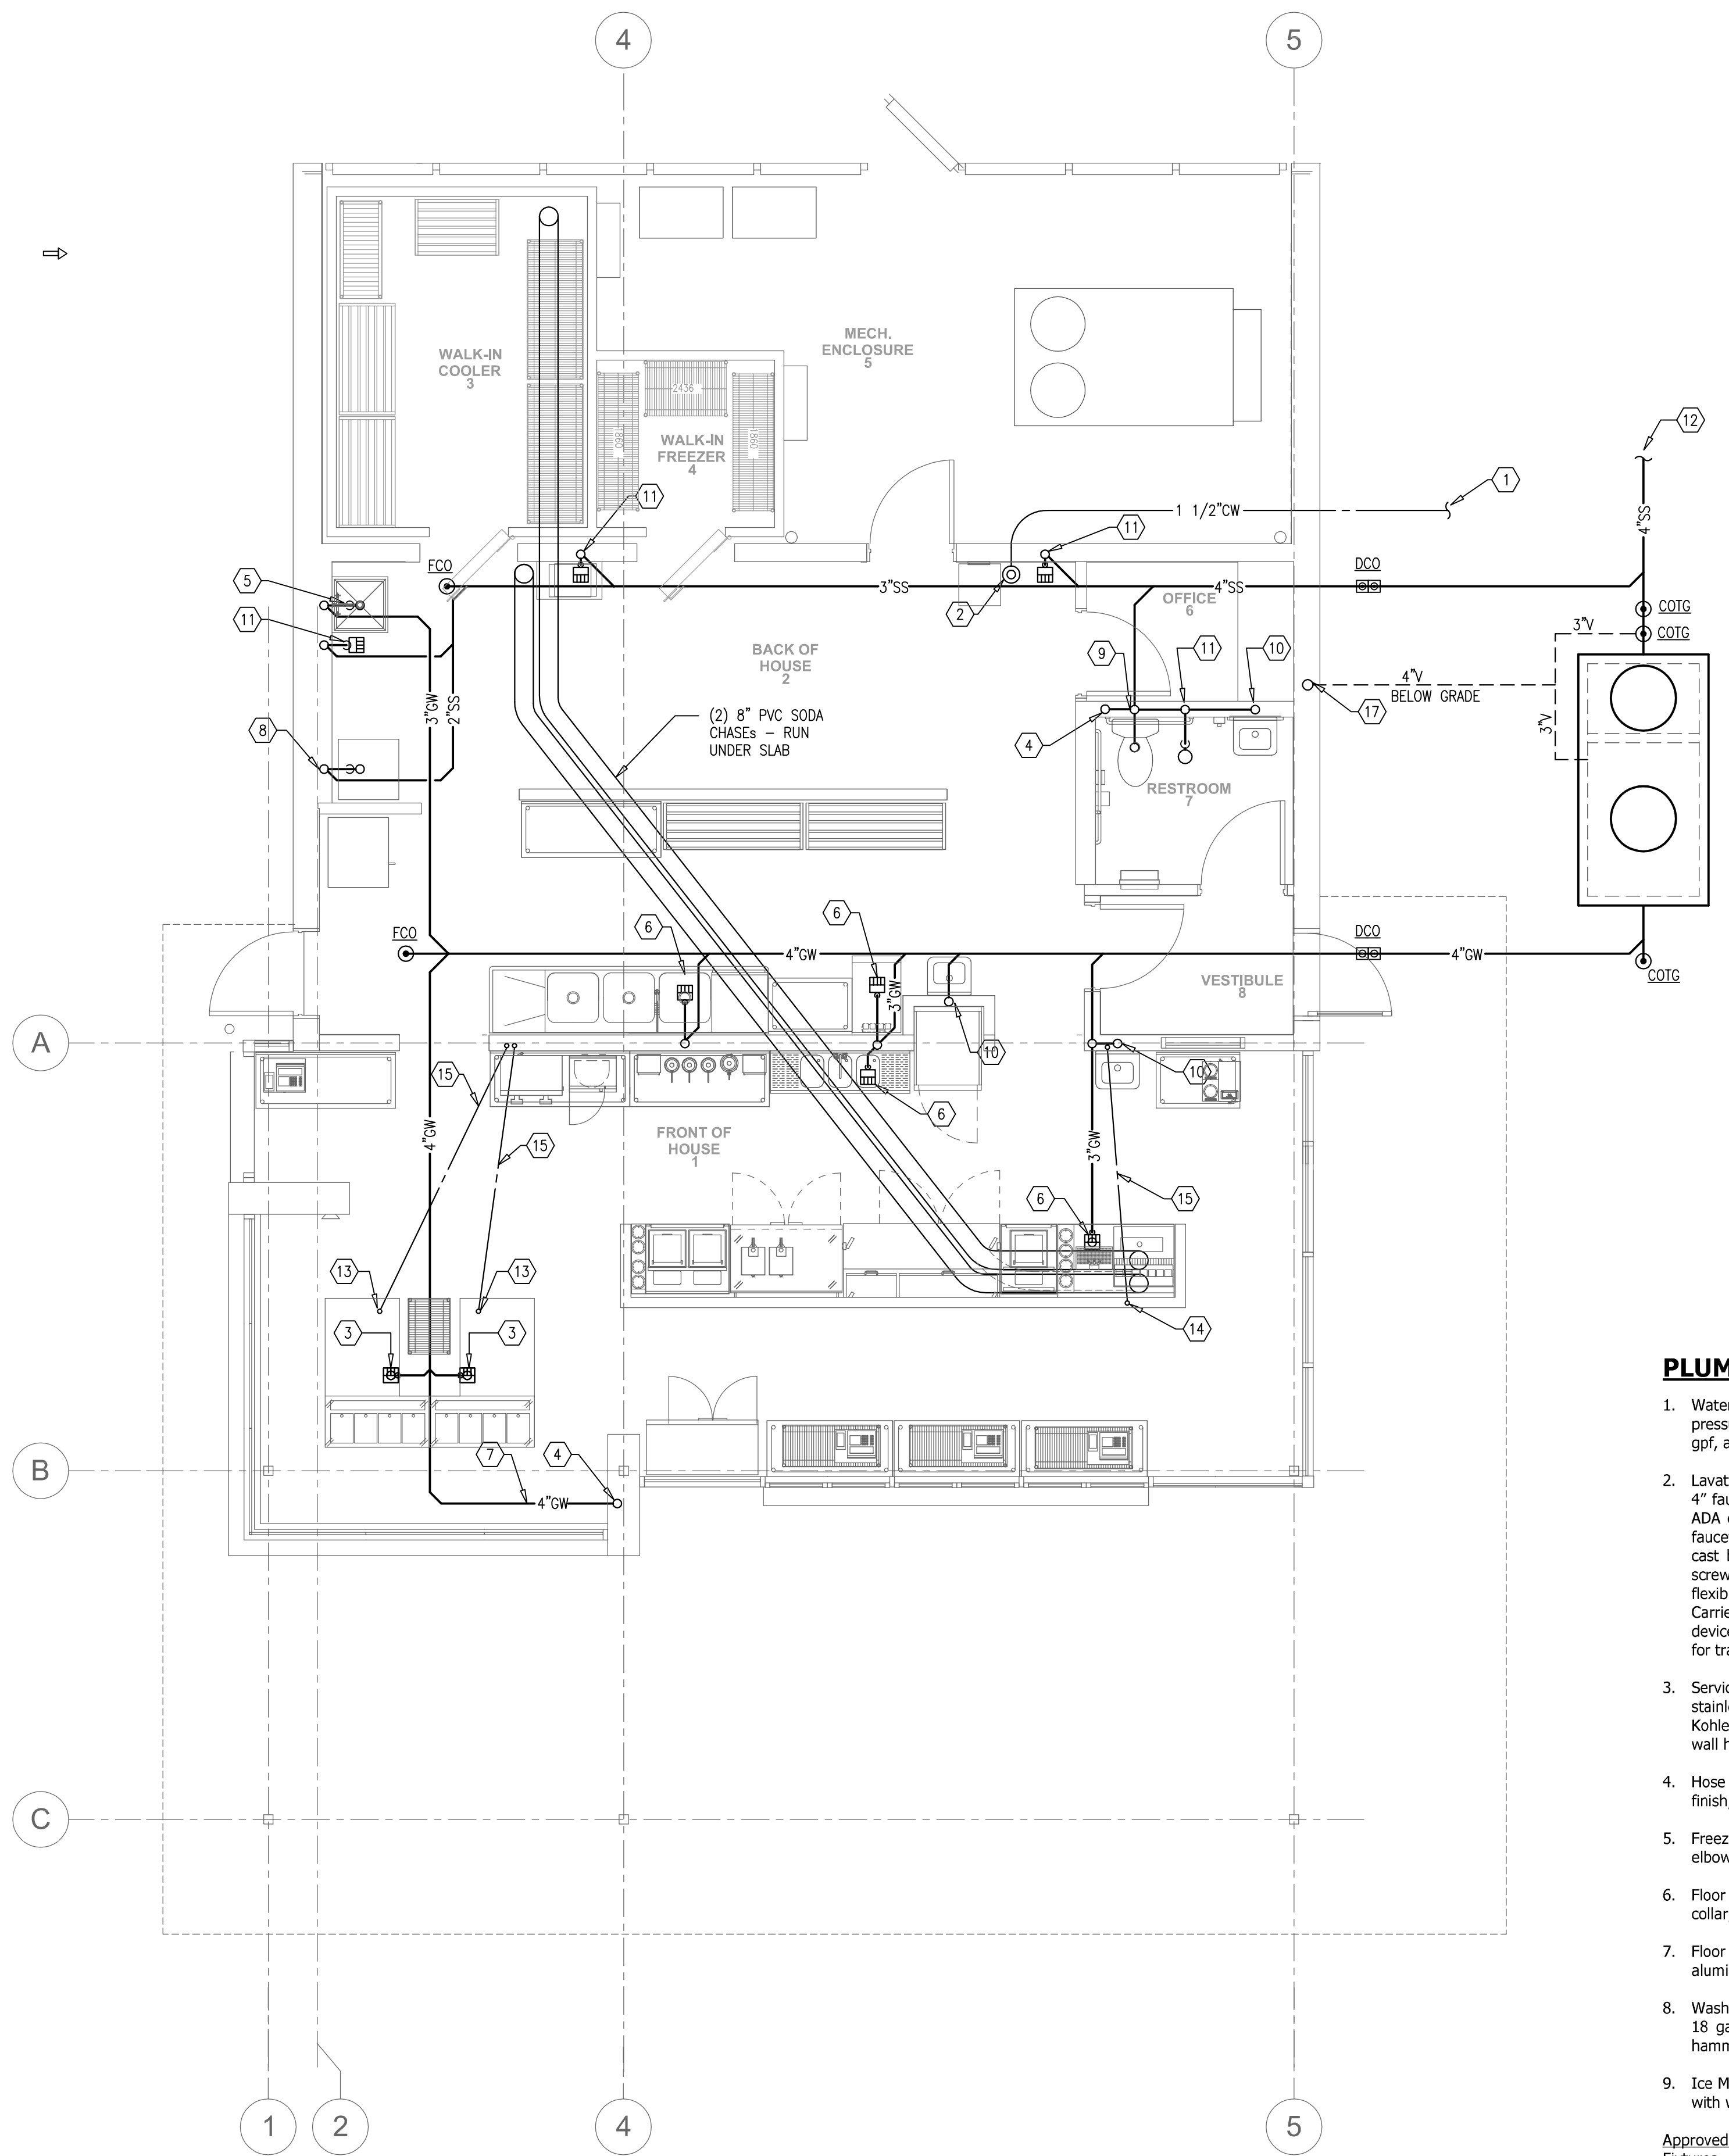 4
5
WALK-IN
COOLER
3
MECH.
ENCLOSURE
5
2436
1860
1860
WALK-IN
FREEZER
4
12
11
1
1 1/2"CW
11
4"SS
FCO
5
3"SS
2
4"SS
DCO
OFFICE
6
COTG
COTG
11
3"V
BACK OF
HOUSE
2
9
11
10
4"V
BELOW GRADE
17
3"V
3"GW
2"SS
8
(2) 8" PVC SODA
CHASEs – RUN
UNDER SLAB
4
RESTROOM
7
6
6
FCO
4"GW
DCO
4"GW
COTG
3"GW
VESTIBULE
8
A
10
10
15
6
4"GW
FRONT OF
HOUSE
1
15
3"GW
6
15
13
13
14
3
3
B
7
4
4"GW
C
1
2
4
5
PLUM
1. Water
press
gpf, a
2. Lavat
4" fau
ADA
fauce
cast
screw
flexib
Carrie
device
for tra
3. Servic
stainl
Kohle
wall h
4. Hose
finish,
5. Freez
elbow
6. Floor
collar
7. Floor
alumi
8. Wash
18 ga
hamm
9. Ice M
with
Approved